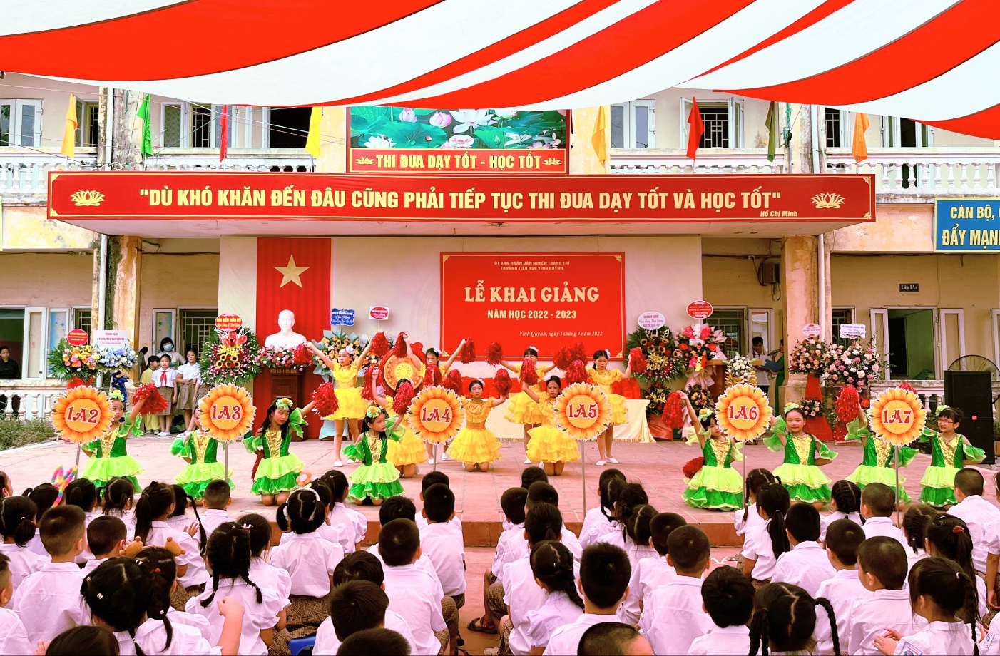 THI ĐUA DẠY TỐT - HỌC TỐT
"DÙ KHÓ KHĂN ĐẾN ĐÂU CŨNG PHẢI TIẾP TỤC THI ĐUA DẠY TỐT VÀ HỌC TỐT"
Hồ Chí Minh
CÁN BỘ,
ĐẨY MẠNH
ỦY BAN NHÂN DÂN HUYỆN THANH TRÌ
TRƯỜNG TIỂU HỌC VĨNH QUỲNH
LỄ KHAI GIẢNG
NĂM HỌC 2022 - 2023
Vĩnh Quỳnh, ngày 5 tháng 9 năm 2022
Lớp 1A
HỒ CHÍ MINH
1A2
1A3
1A4
1A5
1A6
1A7